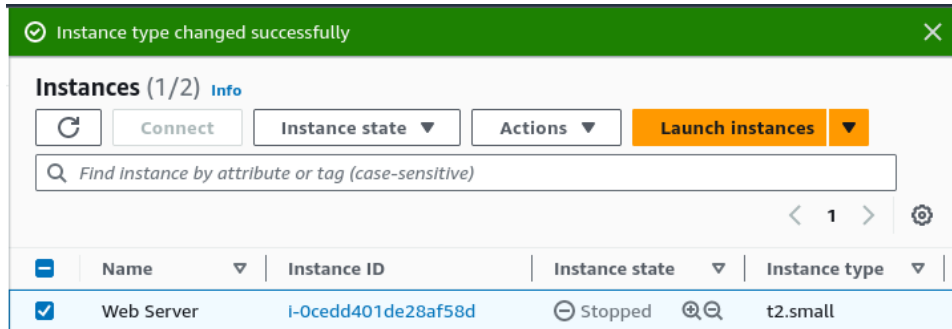 Instance type changed successfully
Instances (1/2) Info
Connect Instance state Actions Launch instances
Find instance by attribute or tag (case-sensitive)
1
Name Instance ID Instance state Instance type
Web Server i-0cedd401de28af58d Stopped t2.small